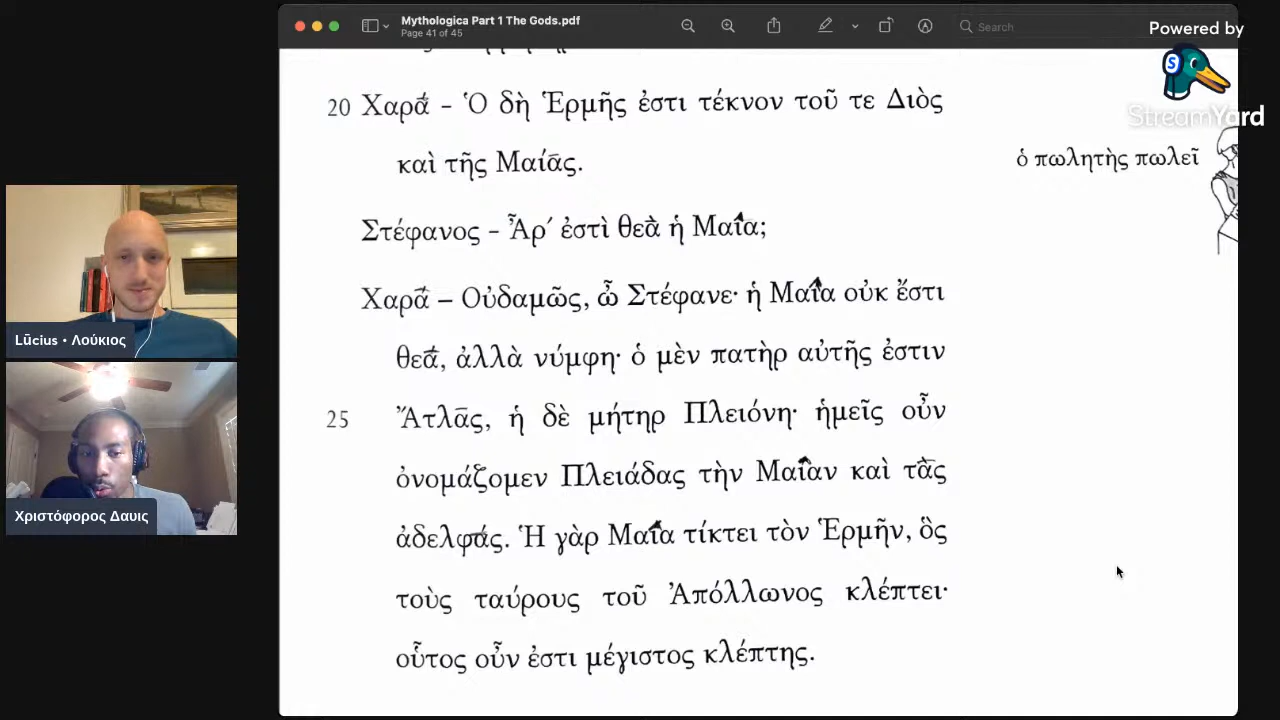 Mythologica Part 1 The Gods.pdf
Page 41 of 45
Search
Powered by
StreamYard
20 Χαρᾱ́ – Ὁ δὴ Ἑρμῆς ἐστι τέκνον τοῦ τε Διὸς
καὶ τῆς Μαίᾱς.
ὁ πωλητὴς πωλεῖ
Στέφανος – Ἆρ’ ἐστὶ θεᾱ̀ ἡ Μαῖα;
Χαρᾱ́ – Οὐδαμῶς, ὦ Στέφανε· ἡ Μαῖα οὐκ ἔστι
θεᾱ́, ἀλλὰ νύμφη· ὁ μὲν πατὴρ αὐτῆς ἐστιν
25 Ἄτλᾱς, ἡ δὲ μήτηρ Πλειόνη· ἡμεῖς οὖν
ὀνομάζομεν Πλειάδας τὴν Μαῖαν καὶ τᾱ̀ς
ἀδελφᾱ́ς. Ἡ γὰρ Μαῖα τίκτει τὸν Ἑρμῆν, ὃς
τοὺς ταύρους τοῦ Ἀπόλλωνος κλέπτει·
οὗτος οὖν ἐστι μέγιστος κλέπτης.
Lūcius • Λούκιος
Χριστόφορος Δαυις